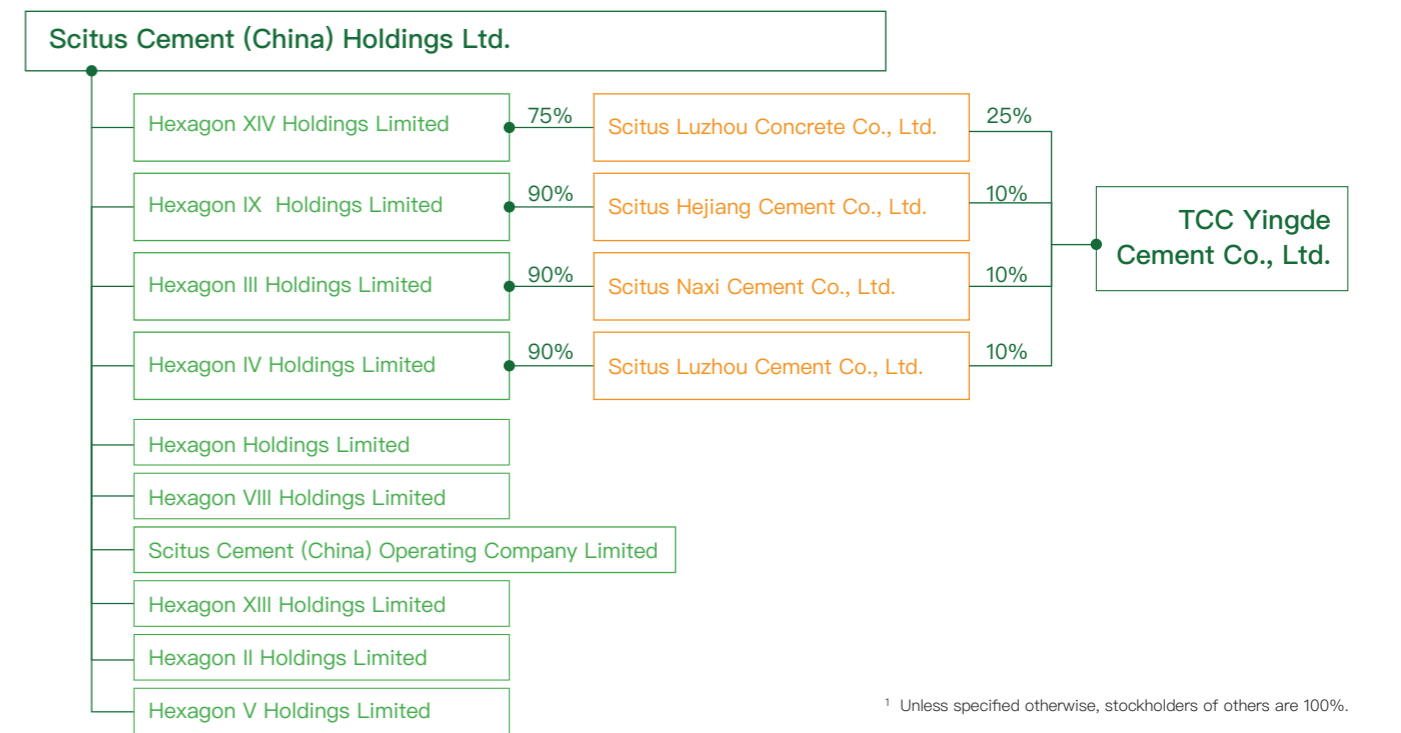 Scitus Cement (China) Holdings Ltd.
Hexagon XIV Holdings Limited
75%
Scitus Luzhou Concrete Co., Ltd.
25%
Hexagon IX Holdings Limited
90%
Scitus Hejiang Cement Co., Ltd.
10%
TCC Yingde
Cement Co., Ltd.
Hexagon III Holdings Limited
90%
Scitus Naxi Cement Co., Ltd.
10%
Hexagon IV Holdings Limited
90%
Scitus Luzhou Cement Co., Ltd.
10%
Hexagon Holdings Limited
Hexagon VIII Holdings Limited
Scitus Cement (China) Operating Company Limited
Hexagon XIII Holdings Limited
Hexagon II Holdings Limited
Hexagon V Holdings Limited
1 Unless specified otherwise, stockholders of others are 100%.